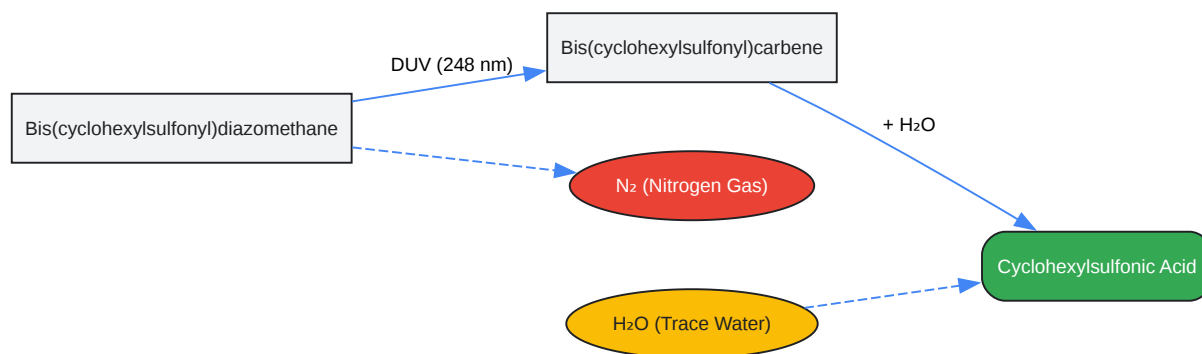 Bis(cyclohexylsulfonyl)carbene
DUV (248 nm)
Bis(cyclohexylsulfonyl)diazomethane
+ H₂O
N₂ (Nitrogen Gas)
Cyclohexylsulfonic Acid
H₂O (Trace Water)